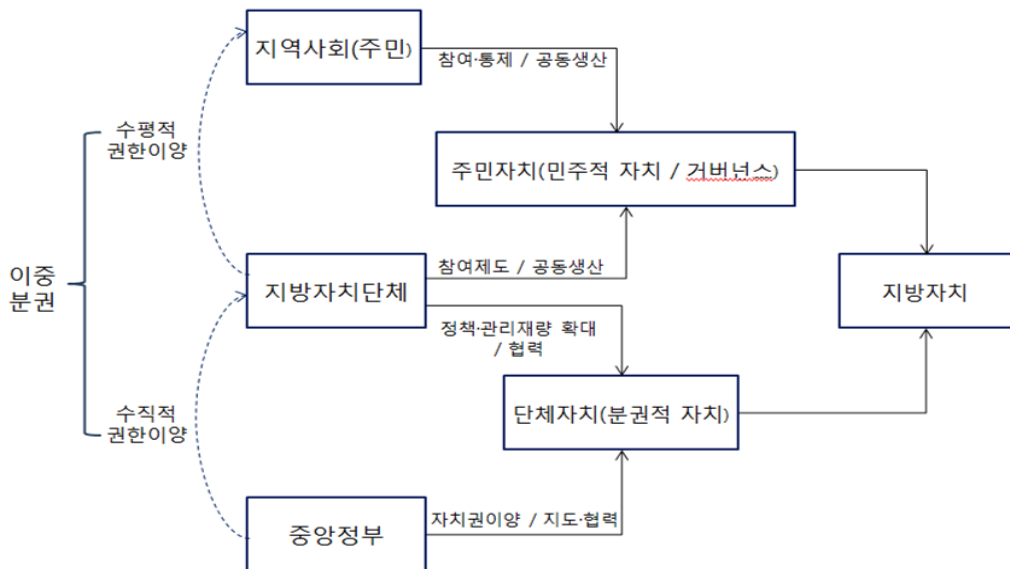 지역사회(주민)
참여·통제 / 공동생산
수평적
권한이양
주민자치(민주적 자치 / 거버넌스)
이중
분권
지방자치단체
참여제도 / 공동생산
지방자치
정책·관리재량 확대
/ 협력
단체자치(분권적 자치)
수직적
권한이양
중앙정부
자치권이양 / 지도·협력